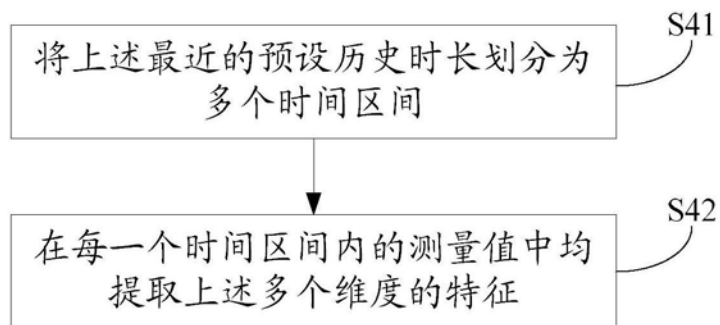 S41
将上述最近的预设历史时长划分为
多个时间区间
S42
在每一个时间区间内的测量值中均
提取上述多个维度的特征